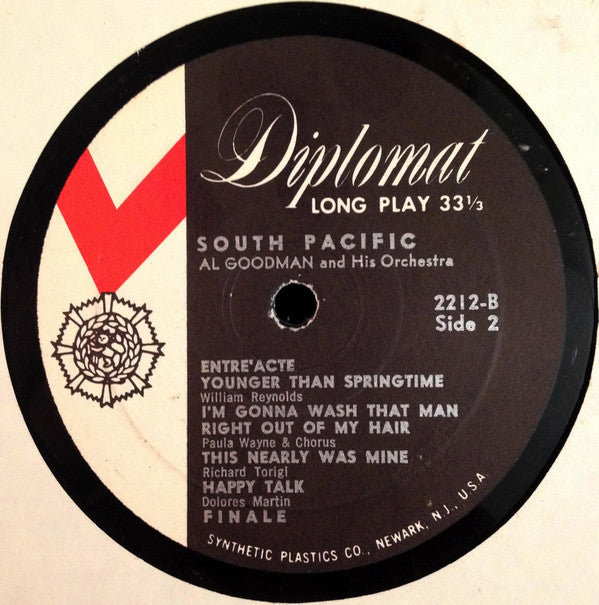 Diplomat
LONG PLAY 33⅓
SOUTH PACIFIC
AL GOODMAN and His Orchestra
2212-B
Side 2
ENTRE'ACTE
YOUNGER THAN SPRINGTIME
William Reynolds
I'M GONNA WASH THAT MAN
RIGHT OUT OF MY HAIR
Paula Wayne & Chorus
THIS NEARLY WAS MINE
Richard Torigi
HAPPY TALK
Dolores Martin
FINALE
SYNTHETIC PLASTICS CO., NEWARK, N.J., U.S.A.